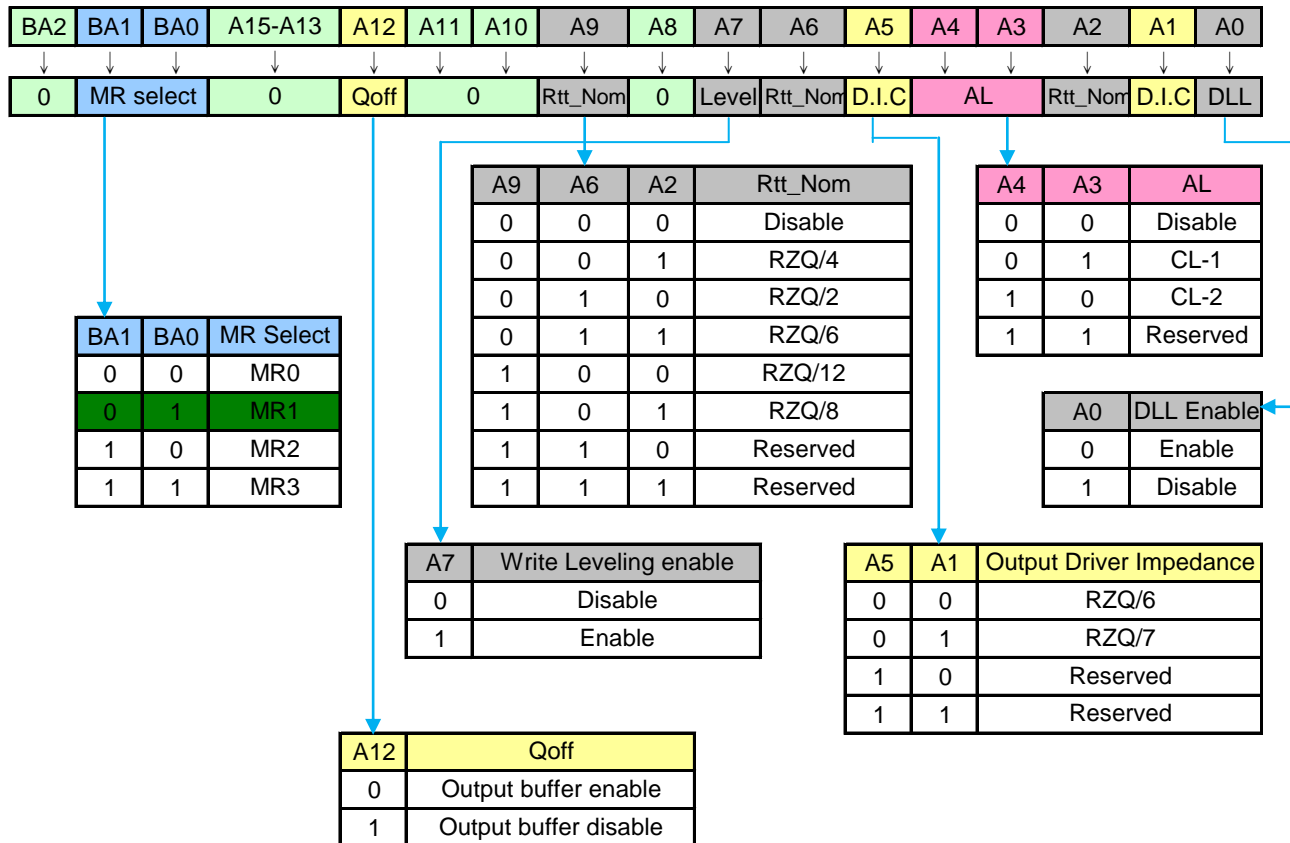 BA2 BA1 BA0 A15-A13 A12 A11 A10 A9 A8 A7 A6 A5 A4 A3 A2 A1 A0
0 MR select 0 Qoff 0 Rtt_Nom 0 Level Rtt_Nom D.I.C AL Rtt_Nom D.I.C DLL
A9 A6 A2 Rtt_Nom
0 0 0 Disable
0 0 1 RZQ/4
0 1 0 RZQ/2
0 1 1 RZQ/6
1 0 0 RZQ/12
1 0 1 RZQ/8
1 1 0 Reserved
1 1 1 Reserved
A4 A3 AL
0 0 Disable
0 1 CL-1
1 0 CL-2
1 1 Reserved
BA1 BA0 MR Select
0 0 MR0
0 1 MR1
1 0 MR2
1 1 MR3
A0 DLL Enable
0 Enable
1 Disable
A7 Write Leveling enable
0 Disable
1 Enable
A5 A1 Output Driver Impedance
0 0 RZQ/6
0 1 RZQ/7
1 0 Reserved
1 1 Reserved
A12 Qoff
0 Output buffer enable
1 Output buffer disable